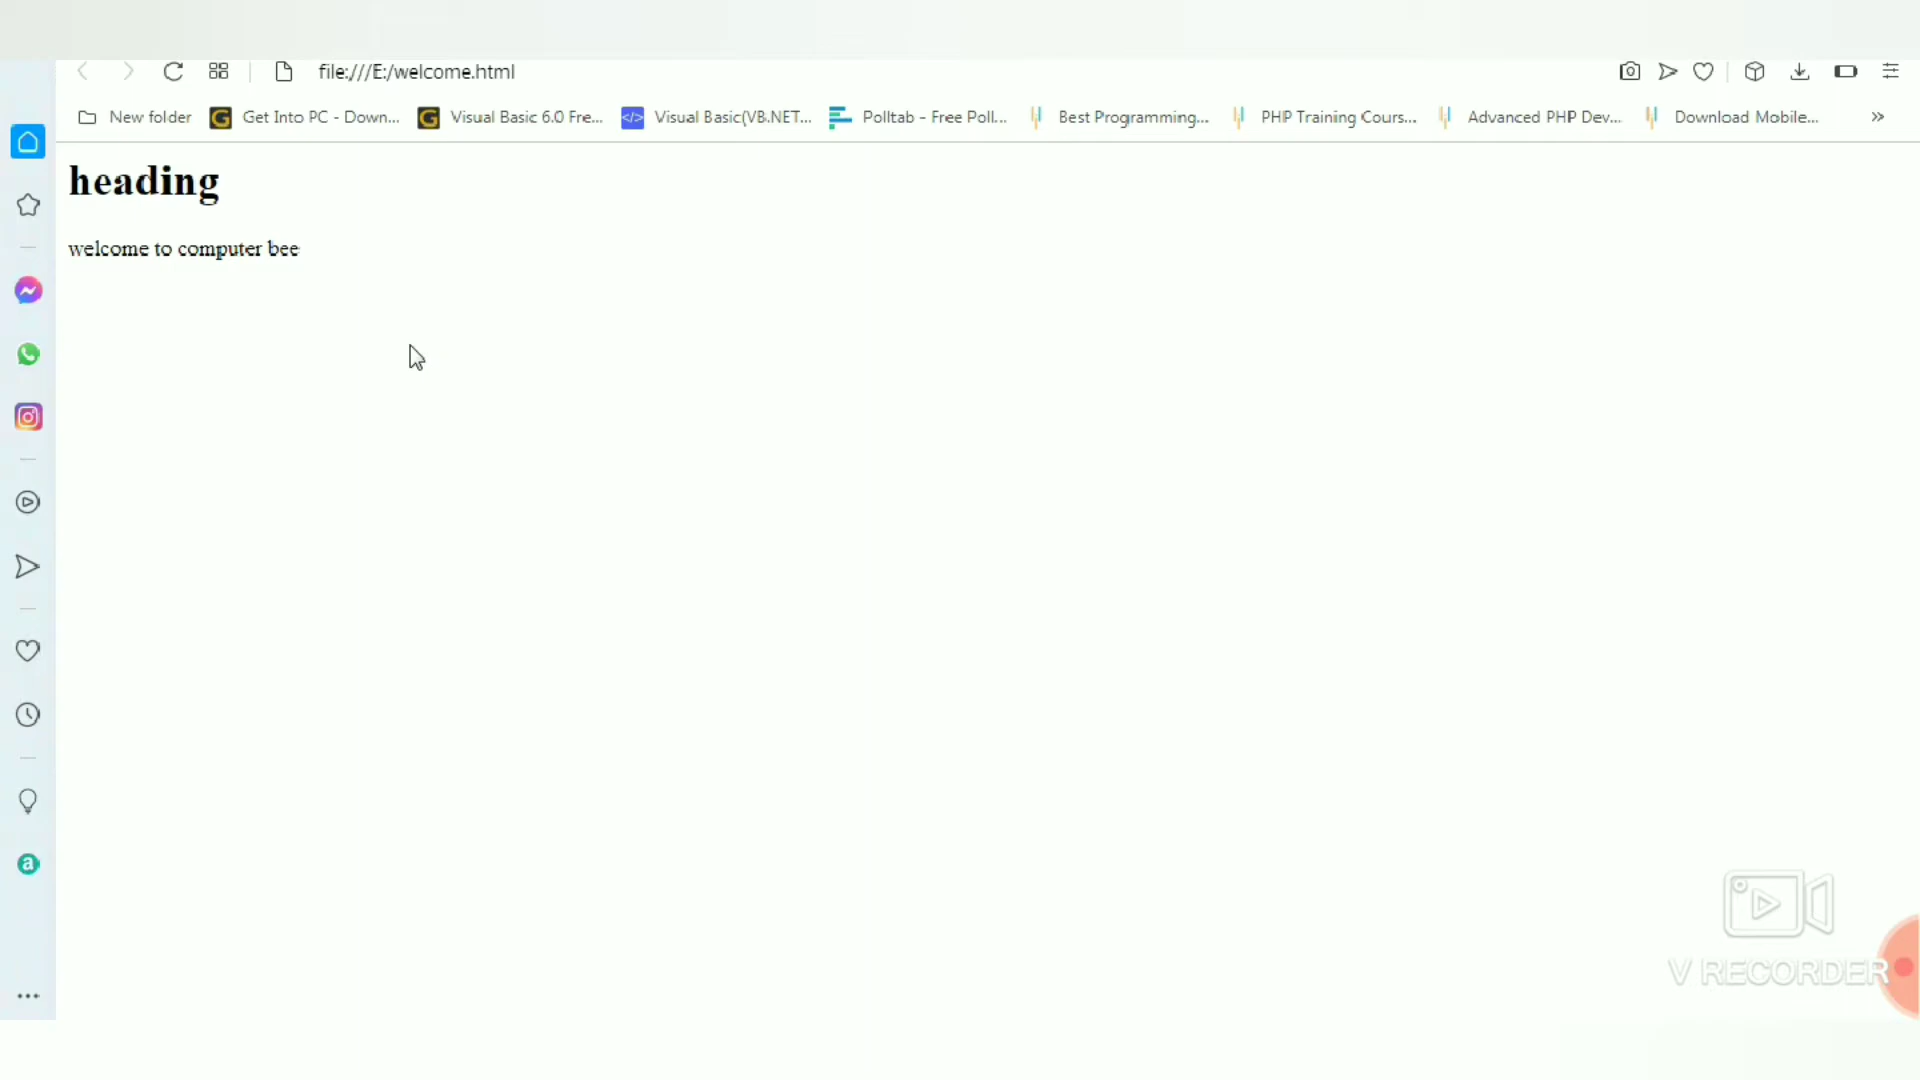 file:///E:/welcome.html
New folder Get Into PC - Down... Visual Basic 6.0 Fre... Visual Basic(VB.NET... Polltab - Free Poll... Best Programming... PHP Training Cours... Advanced PHP Dev... Download Mobile...
heading
welcome to computer bee
V RECORDER